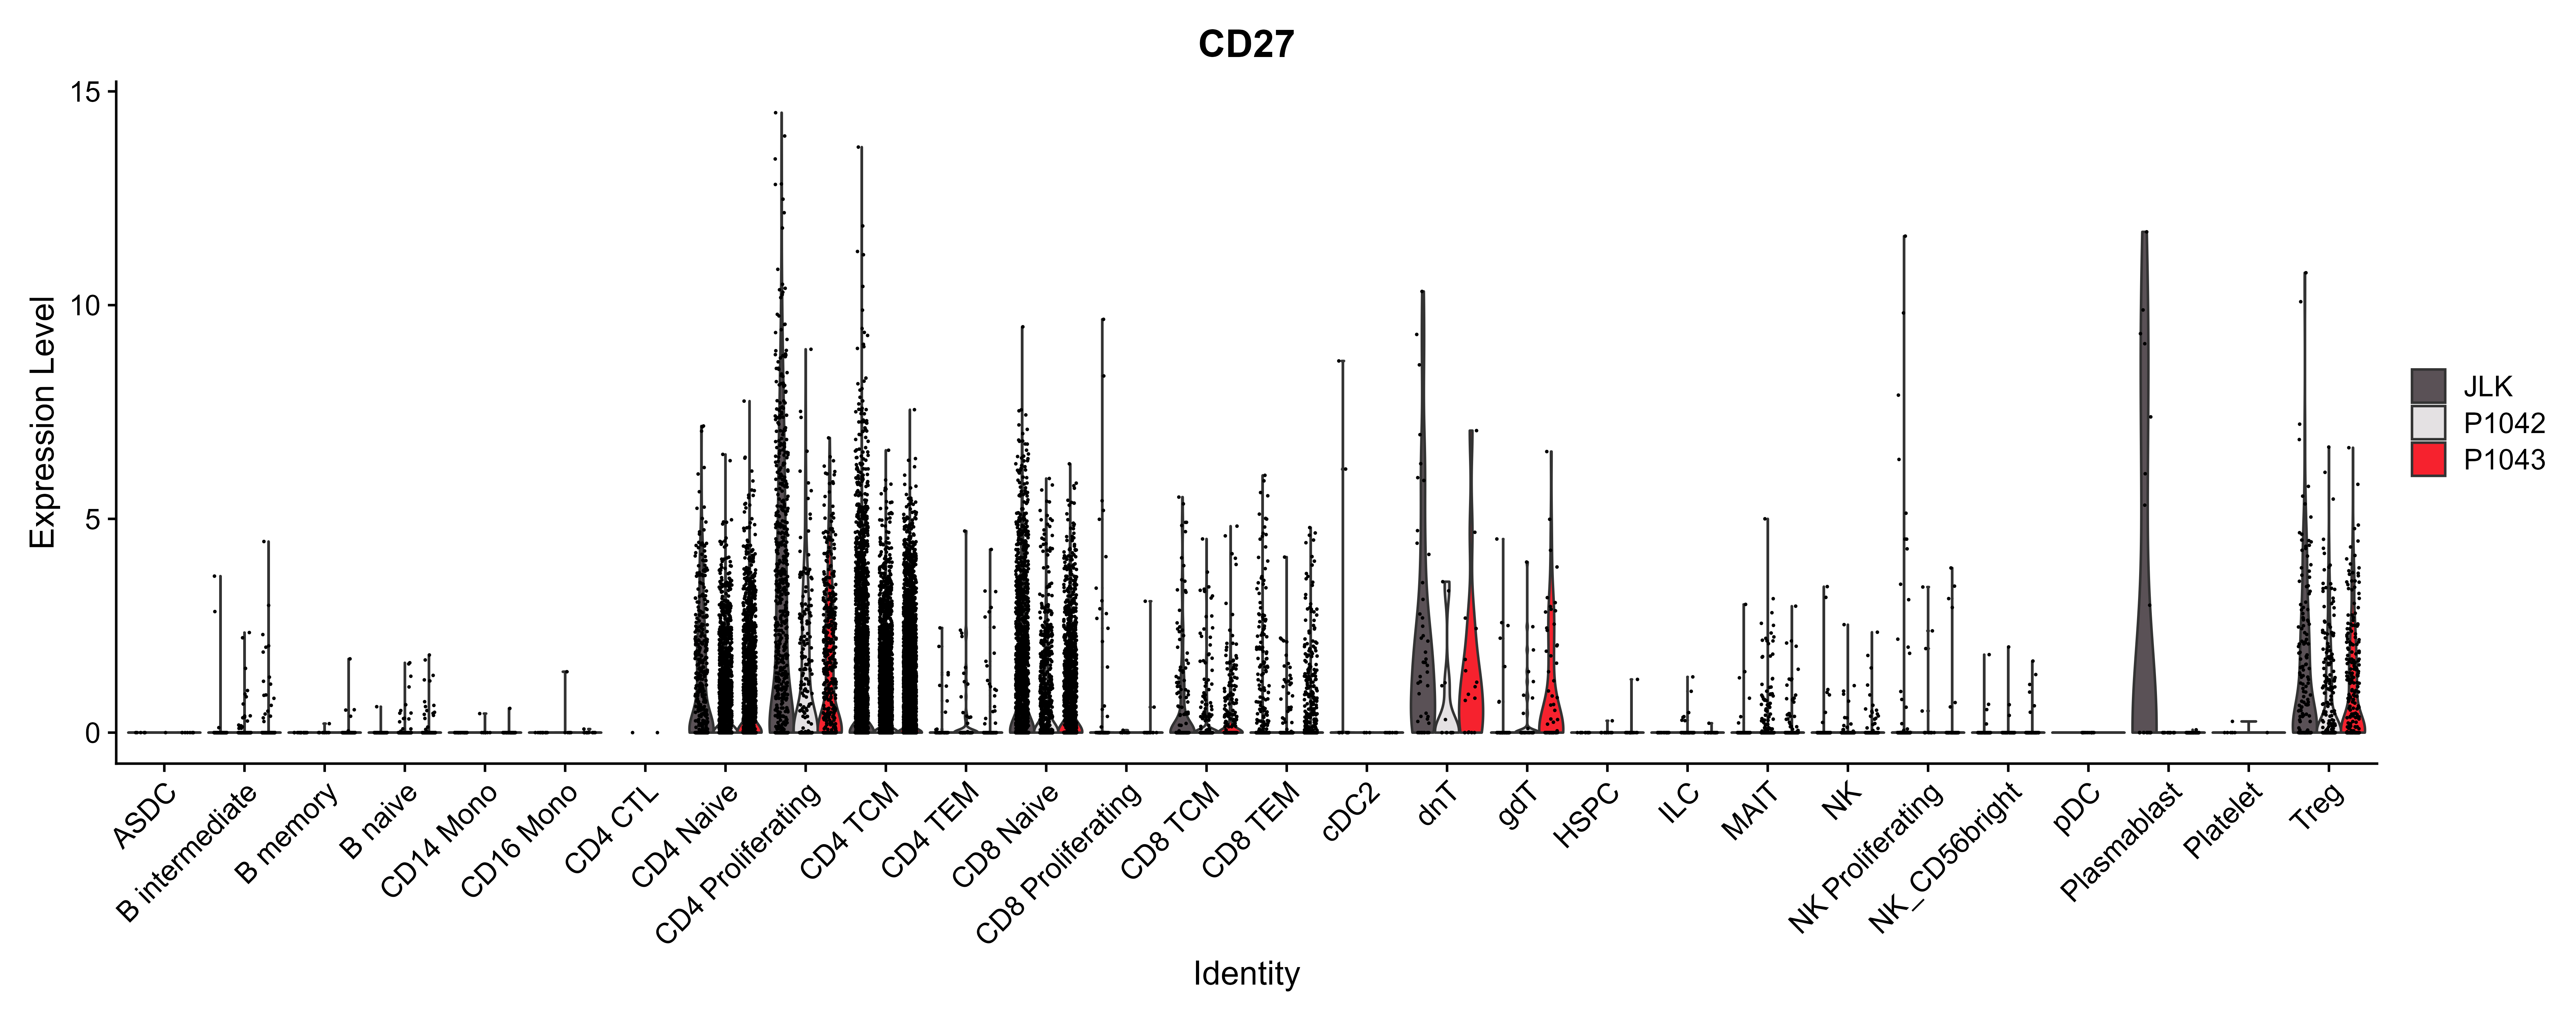 CD27
Expression Level
15
10
5
0
ASDC
B intermediate
B memory
B naive
CD14 Mono
CD16 Mono
CD4 CTL
CD4 Naive
CD4 Proliferating
CD4 TCM
CD4 TEM
CD8 Naive
CD8 Proliferating
CD8 TCM
CD8 TEM
cDC2
dnT
gdT
HSPC
ILC
MAIT
NK
NK Proliferating
NK_CD56bright
pDC
Plasmablast
Platelet
Treg
Identity
JLK
P1042
P1043